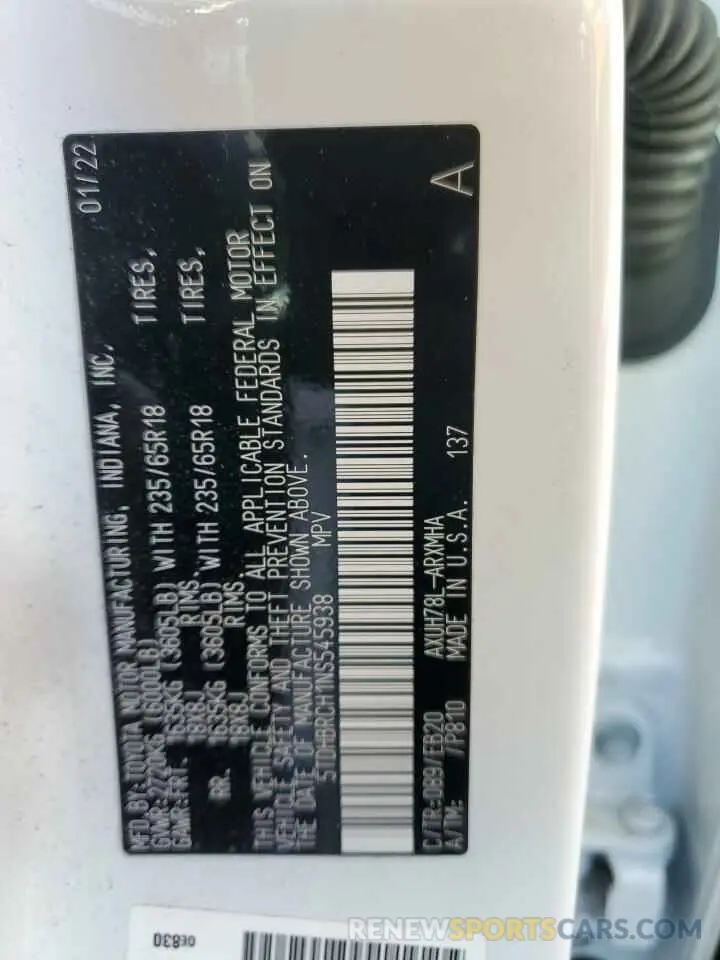 MFD.BY: TOYOTA MOTOR MANUFACTURING, INDIANA, INC. 01/22
GVWR:2720KG (6000LB)
GAWR:FRT. 1635KG (3605LB) WITH 235/65R18 TIRES,
18X8J RIMS.
RR. 1635KG (3605LB) WITH 235/65R18 TIRES,
18X8J RIMS.
THIS VEHICLE CONFORMS TO ALL APPLICABLE FEDERAL MOTOR
VEHICLE SAFETY AND THEFT PREVENTION STANDARDS IN EFFECT ON
THE DATE OF MANUFACTURE SHOWN ABOVE.
5TDHBRCH1NS545938 MPV
C/TR:089/EB20 AXUH78L-ARXMHA A
A/TM: /P810 MADE IN U.S.A. 137
0E830
RENEWSPORTSCARS.COM